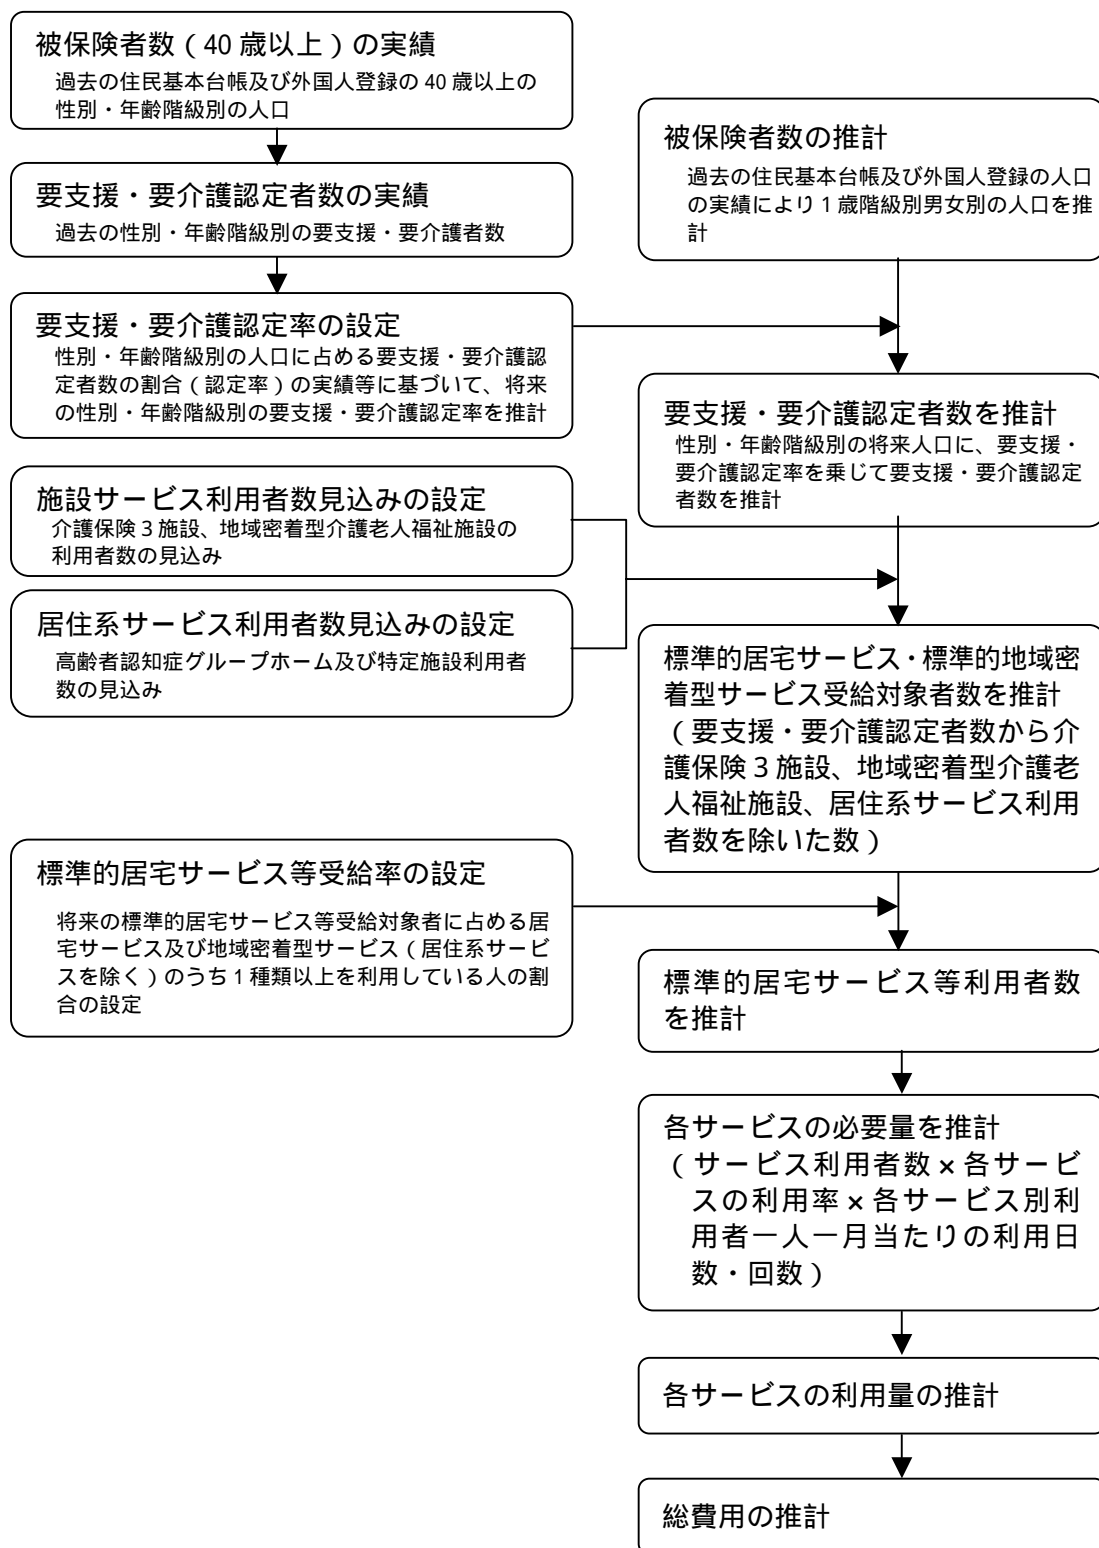 被保険者数（40 歳以上）の実績
過去の住民基本台帳及び外国人登録の 40 歳以上の
性別・年齢階級別の人口
要支援・要介護認定者数の実績
過去の性別・年齢階級別の要支援・要介護者数
要支援・要介護認定率の設定
性別・年齢階級別の人口に占める要支援・要介護認
定者数の割合（認定率）の実績等に基づいて、将来
の性別・年齢階級別の要支援・要介護認定率を推計
施設サービス利用者数見込みの設定
介護保険３施設、地域密着型介護老人福祉施設の
利用者数の見込み
居住系サービス利用者数見込みの設定
高齢者認知症グループホーム及び特定施設利用者
数の見込み
標準的居宅サービス等受給率の設定
将来の標準的居宅サービス等受給対象者に占める居
宅サービス及び地域密着型サービス（居住系サービ
スを除く）のうち１種類以上を利用している人の割
合の設定
被保険者数の推計
過去の住民基本台帳及び外国人登録の人口
の実績により１歳階級別男女別の人口を推
計
要支援・要介護認定者数を推計
性別・年齢階級別の将来人口に、要支援・
要介護認定率を乗じて要支援・要介護認定
者数を推計
標準的居宅サービス・標準的地域密
着型サービス受給対象者数を推計
（要支援・要介護認定者数から介
護保険３施設、地域密着型介護老
人福祉施設、居住系サービス利用
者数を除いた数）
標準的居宅サービス等利用者数
を推計
各サービスの必要量を推計
（サービス利用者数×各サービ
スの利用率×各サービス別利
用者一人一月当たりの利用日
数・回数）
各サービスの利用量の推計
総費用の推計